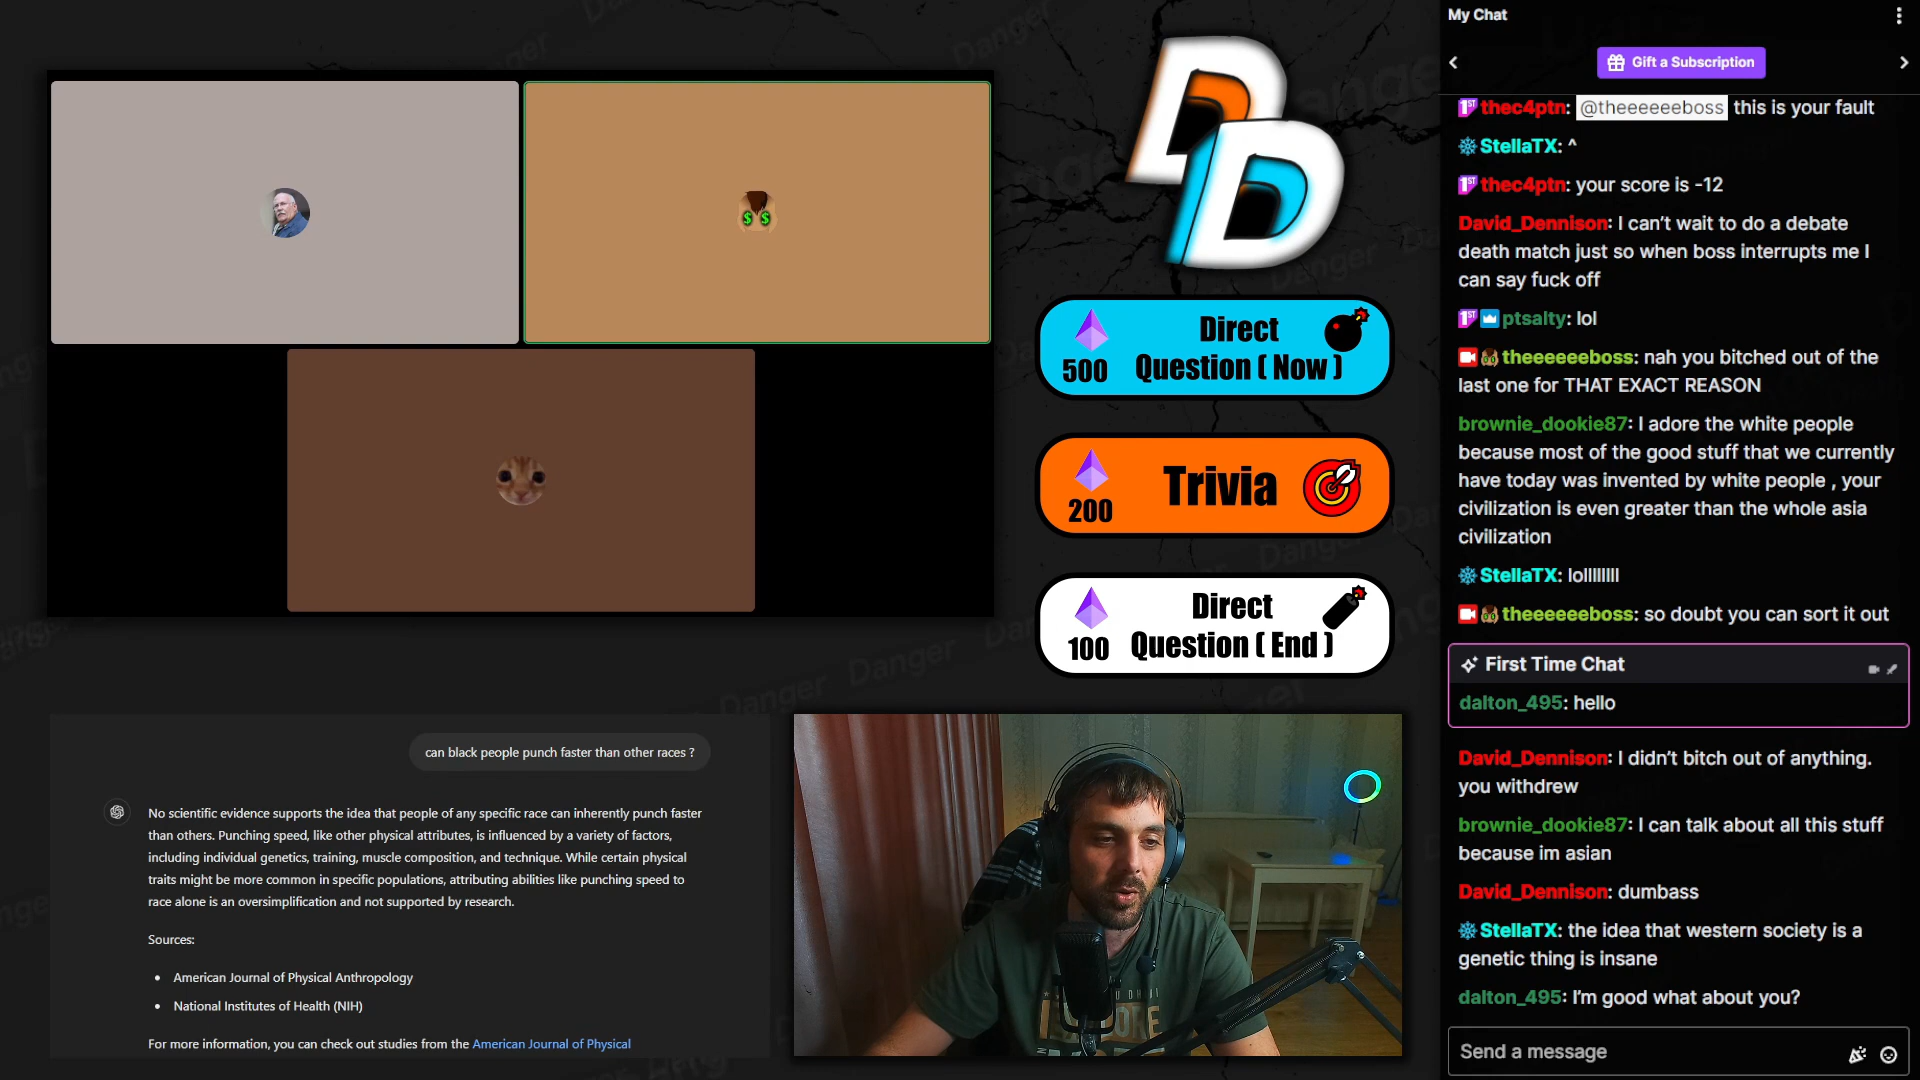 My Chat
Gift a Subscription
thec4ptn: @theeeeeeboss this is your fault
StellaTX: ^
thec4ptn: your score is -12
David_Dennison: I can't wait to do a debate
death match just so when boss interrupts me I
can say fuck off
ptsalty: lol
theeeeeeboss: nah you bitched out of the
last one for THAT EXACT REASON
brownie_dookie87: I adore the white people
because most of the good stuff that we currently
have today was invented by white people , your
civilization is even greater than the whole asia
civilization
StellaTX: lollllllll
theeeeeeboss: so doubt you can sort it out
First Time Chat
dalton_495: hello
David_Dennison: I didn't bitch out of anything.
you withdrew
brownie_dookie87: I can talk about all this stuff
because im asian
David_Dennison: dumbass
StellaTX: the idea that western society is a
genetic thing is insane
dalton_495: I'm good what about you?
Send a message
DD
500
Direct
Question ( Now )
200
Trivia
100
Direct
Question ( End )
can black people punch faster than other races ?
No scientific evidence supports the idea that people of any specific race can inherently punch faster
than others. Punching speed, like other physical attributes, is influenced by a variety of factors,
including individual genetics, training, muscle composition, and technique. While certain physical
traits might be more common in specific populations, attributing abilities like punching speed to
race alone is an oversimplification and not supported by research.
Sources:
• American Journal of Physical Anthropology
• National Institutes of Health (NIH)
For more information, you can check out studies from the American Journal of Physical
Danger
Danger
Danger
Danger
Danger